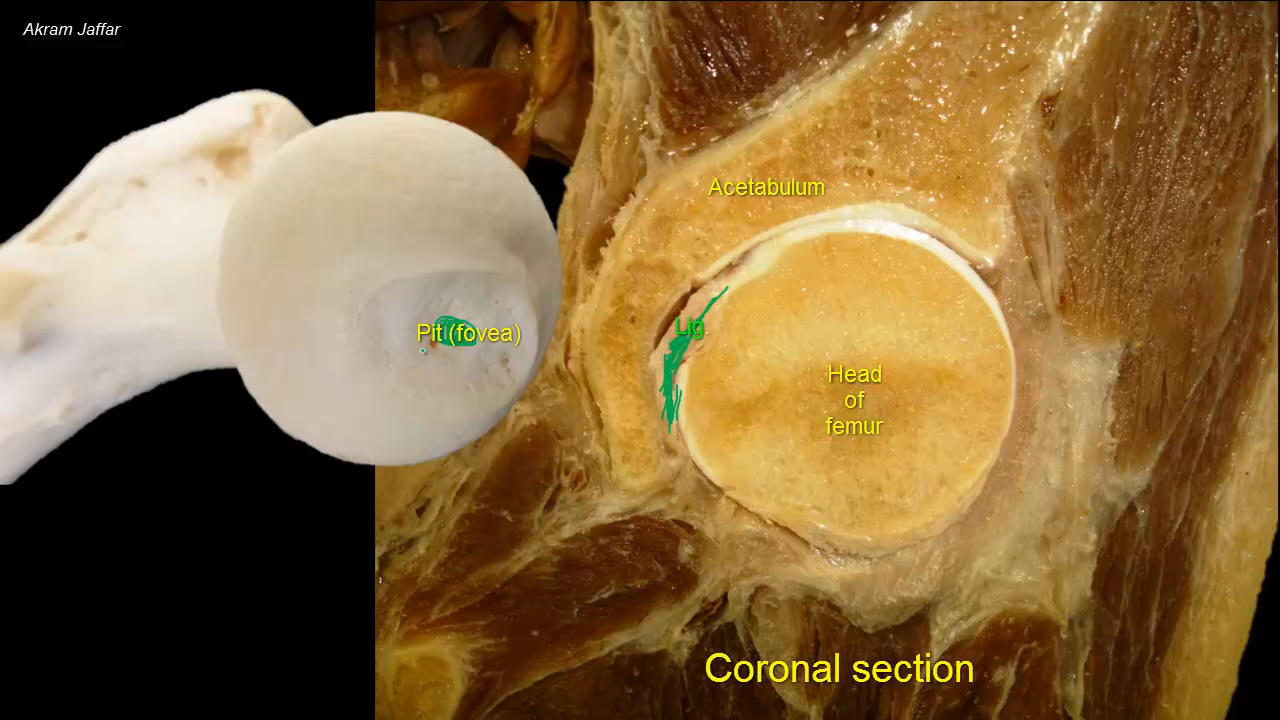 Akram Jaffar
Acetabulum
Pit (fovea)
Lig
Head
of
femur
Coronal section